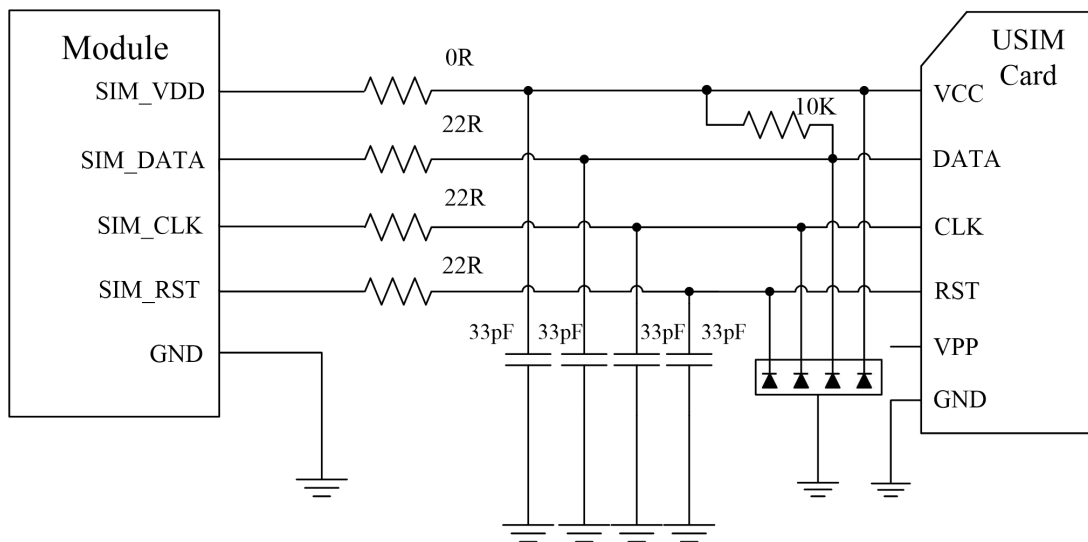 Module
SIM_VDD
SIM_DATA
SIM_CLK
SIM_RST
GND
0R
22R
22R
22R
10K
33pF
33pF
33pF
33pF
USIM
Card
VCC
DATA
CLK
RST
VPP
GND